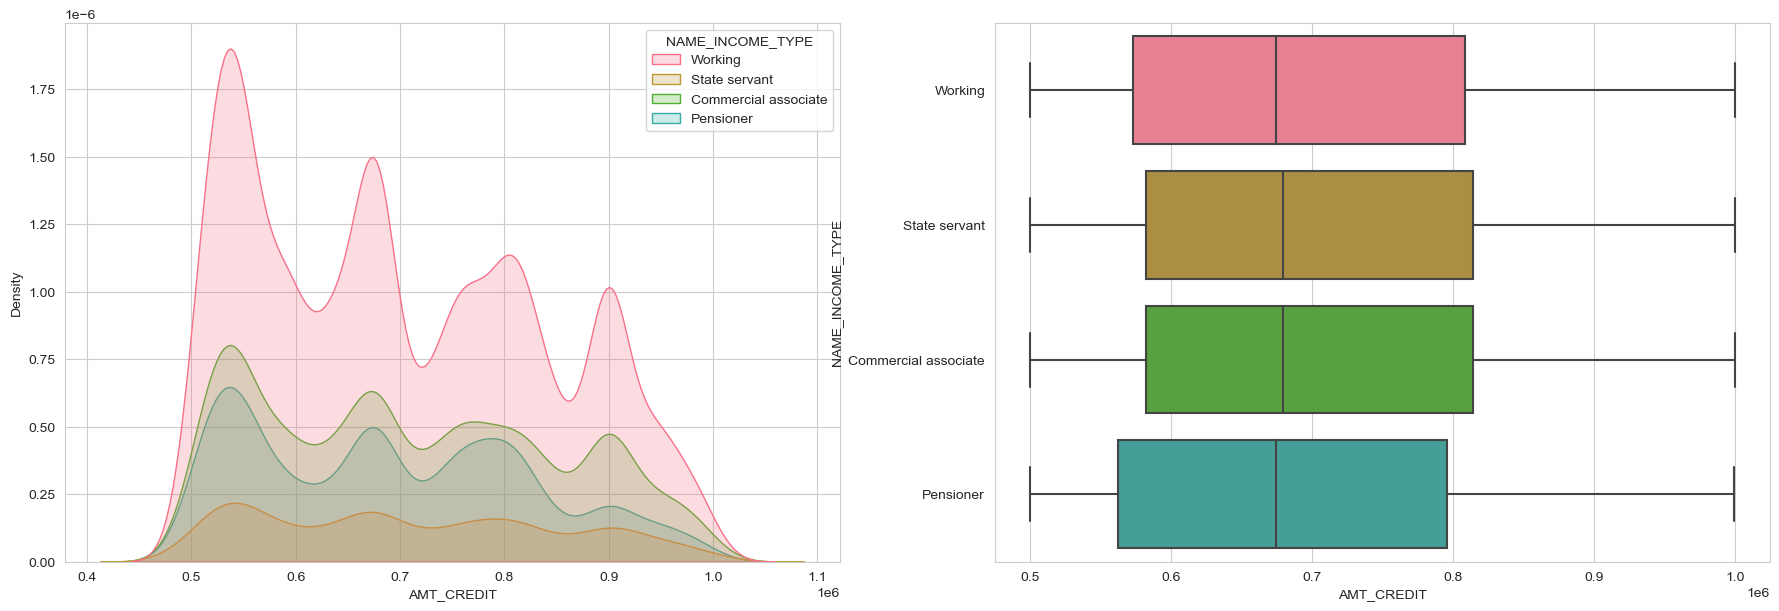 1e−6
NAME_INCOME_TYPE
Working
State servant
Commercial associate
Pensioner
1.75
1.50
1.25
1.00
0.75
0.50
0.25
0.00
Density
0.4 0.5 0.6 0.7 0.8 0.9 1.0 1.1
1e6
AMT_CREDIT
NAME_INCOME_TYPE
Working
State servant
Commercial associate
Pensioner
0.5 0.6 0.7 0.8 0.9 1.0
1e6
AMT_CREDIT